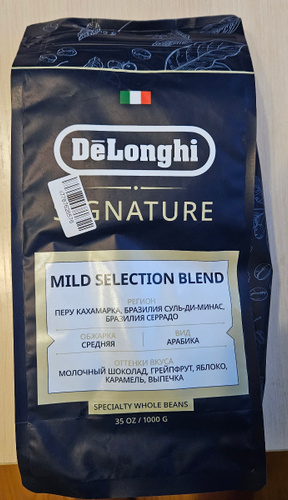 DeLonghi
SIGNATURE
MILD SELECTION BLEND
РЕГИОН
ПЕРУ КАХАМАРКА, БРАЗИЛИЯ СУЛЬ-ДИ-МИНАС,
БРАЗИЛИЯ СЕРРАДО
ОБЖАРКА
СРЕДНЯЯ
ВИД
АРАБИКА
ОТТЕНКИ ВКУСА
МОЛОЧНЫЙ ШОКОЛАД, ГРЕЙПФРУТ, ЯБЛОКО,
КАРАМЕЛЬ, ВЫПЕЧКА
SPECIALTY WHOLE BEANS
35 OZ / 1000 G